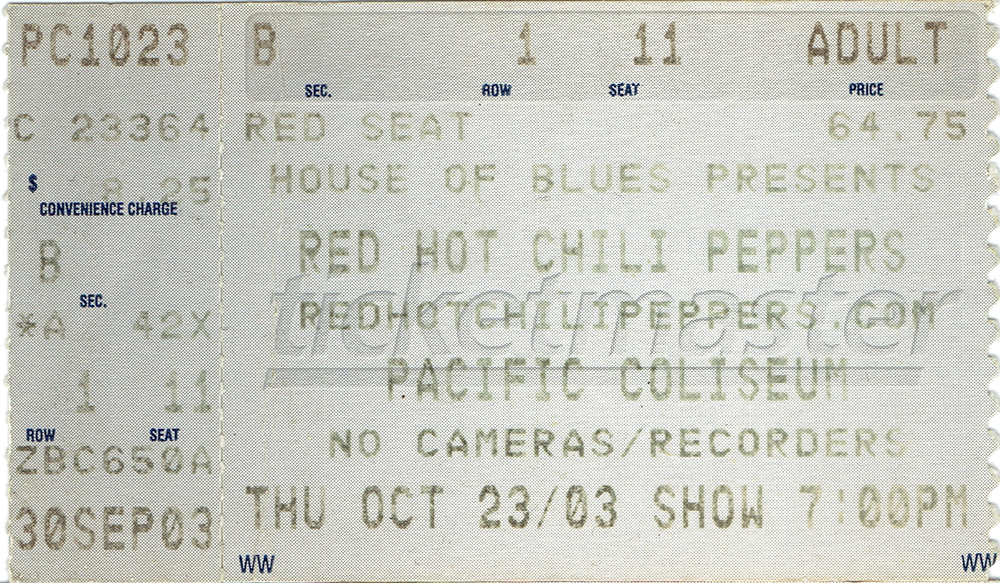 PC1023
C 23364
$ 8.25
CONVENIENCE CHARGE
B
SEC.
*A 42X
1 11
ROW SEAT
ZBC650A
30SEP03
B 1 11 ADULT
SEC. ROW SEAT PRICE
RED SEAT 64.75
HOUSE OF BLUES PRESENTS
RED HOT CHILI PEPPERS
ticketmaster
REDHOTCHILIPEPPERS.COM
PACIFIC COLISEUM
NO CAMERAS/RECORDERS
THU OCT 23/03 SHOW 7:00PM
WW WW